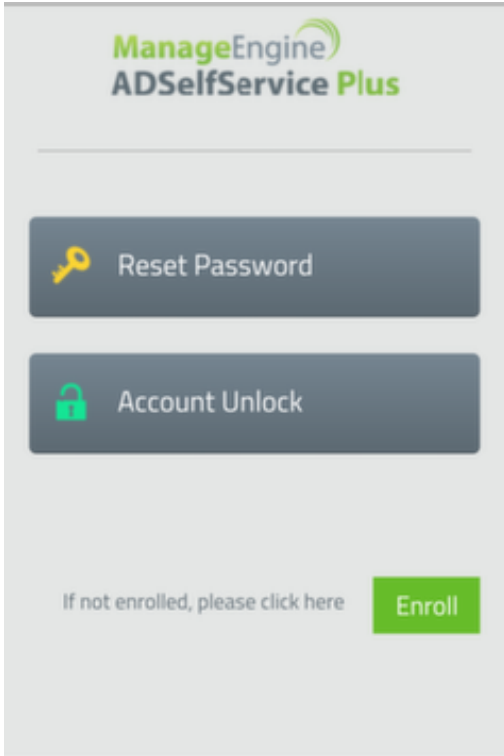 ManageEngine
ADSelfService Plus
Reset Password
Account Unlock
If not enrolled, please click here
Enroll